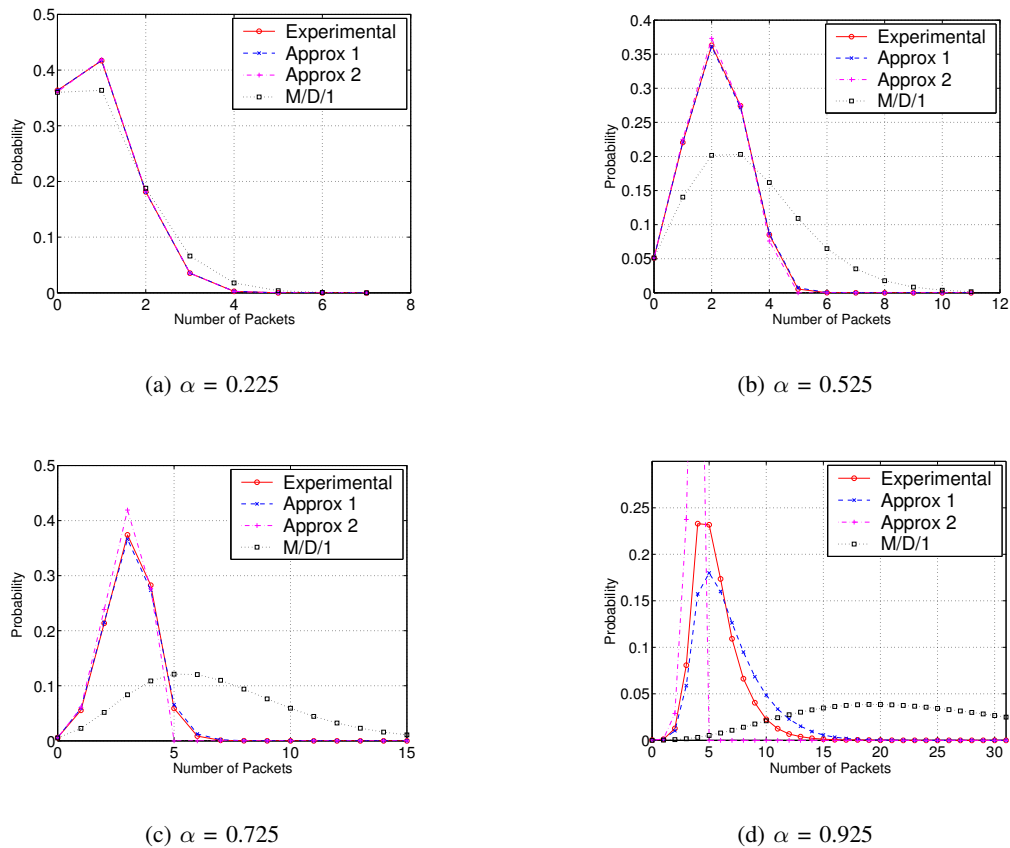 0.5
0.4
0.3
0.2
0.1
0
Probability
0 2 4 6 8
Number of Packets
Experimental
Approx 1
Approx 2
M/D/1
(a) α = 0.225
0.4
0.35
0.3
0.25
0.2
0.15
0.1
0.05
0
Probability
0 2 4 6 8 10 12
Number of Packets
Experimental
Approx 1
Approx 2
M/D/1
(b) α = 0.525
0.5
0.4
0.3
0.2
0.1
0
Probability
0 5 10 15
Number of Packets
Experimental
Approx 1
Approx 2
M/D/1
(c) α = 0.725
0.25
0.2
0.15
0.1
0.05
0
Probability
0 5 10 15 20 25 30
Number of Packets
Experimental
Approx 1
Approx 2
M/D/1
(d) α = 0.925